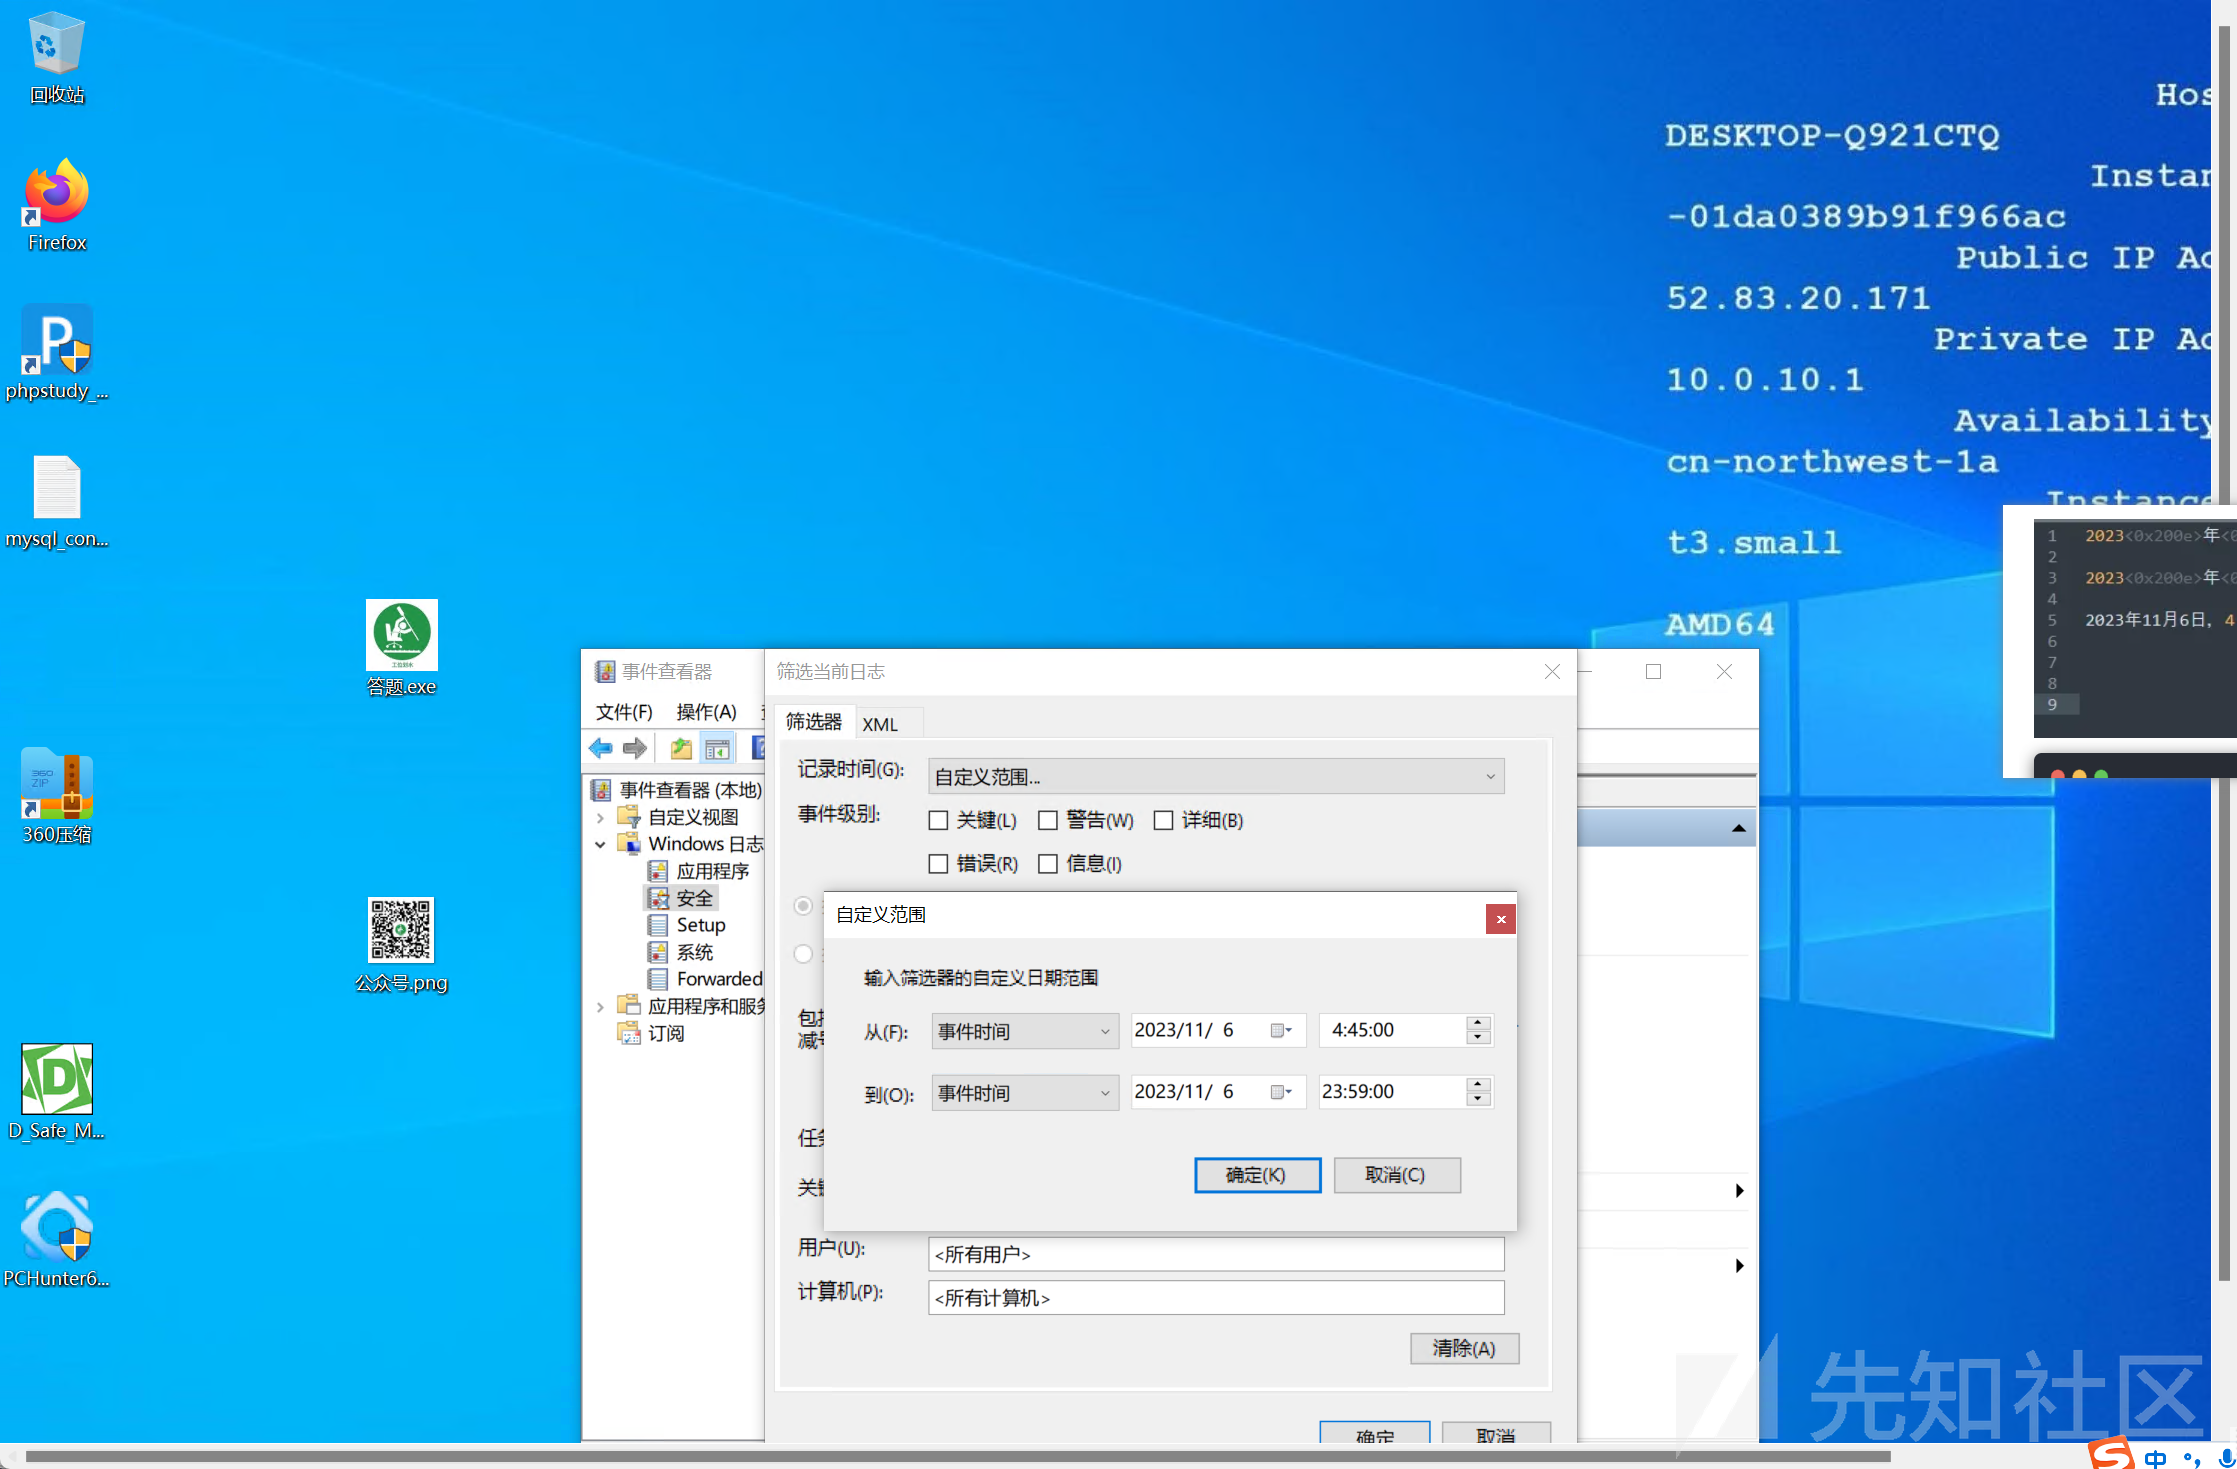 回收站
Firefox
phpstudy_...
mysql_con...
答题.exe
360压缩
公众号.png
D_Safe_M...
PCHunter6...
Hos
DESKTOP-Q921CTQ
Instan
-01da0389b91f966ac
Public IP Ad
52.83.20.171
Private IP Ad
10.0.10.1
Availability
cn-northwest-1a
Instance
t3.small
AMD64
1 2023<0x200e>年<0
2
3 2023<0x200e>年<0
4
5 2023年11月6日, 4
6
7
8
9
事件查看器
文件(F) 操作(A)
事件查看器 (本地)
自定义视图
Windows 日志
应用程序
安全
Setup
系统
Forwarded
应用程序和服务
订阅
筛选当前日志
筛选器 XML
记录时间(G): 自定义范围...
事件级别: 关键(L) 警告(W) 详细(B)
错误(R) 信息(I)
自定义范围
输入筛选器的自定义日期范围
从(F): 事件时间 2023/11/ 6 4:45:00
到(O): 事件时间 2023/11/ 6 23:59:00
确定(K) 取消(C)
用户(U): <所有用户>
计算机(P): <所有计算机>
清除(A)
确定 取消
先知社区
中